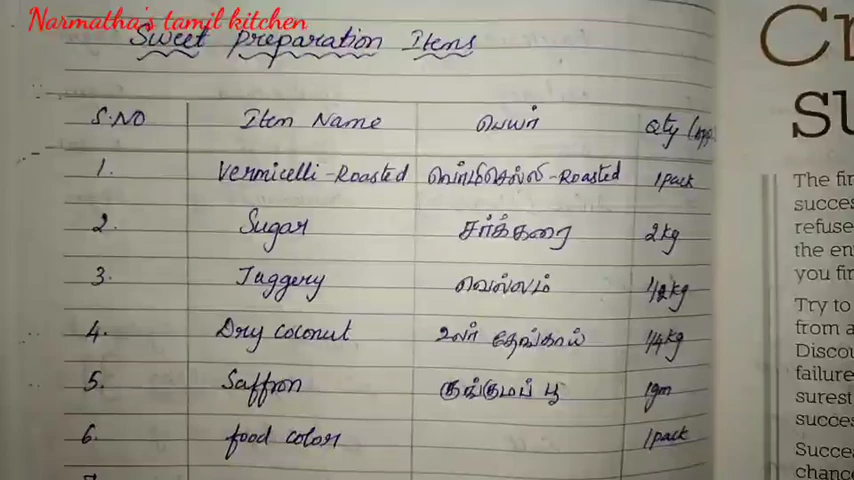 Narmatha's tamil kitchen
Sweet preparation Items
S.NO Item Name பெயர் Qty
1. Vermicelli-Roasted வெர்மிசெல்லி-Roasted 1pack
2. Sugar சர்க்கரை 2kg
3. Jaggery வெல்லம் 1/2kg
4. Dry coconut உலர் தேங்காய் 1/4kg
5. Saffron குங்குமப் பூ 1gm
6. food color 1pack
7.
The fir
succes
refuse
the en
you fir
Try to
from a
Discou
failure
surest
succes
Succe
chance